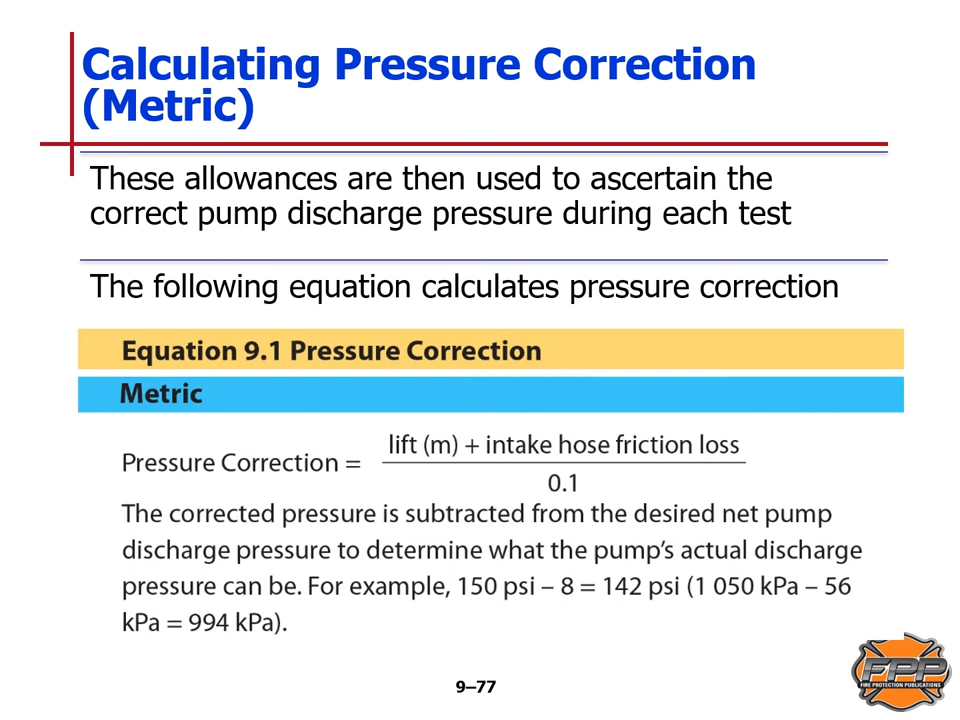 Calculating Pressure Correction
(Metric)
These allowances are then used to ascertain the
correct pump discharge pressure during each test
The following equation calculates pressure correction
Equation 9.1 Pressure Correction
Metric
Pressure Correction = lift (m) + intake hose friction loss
0.1
The corrected pressure is subtracted from the desired net pump
discharge pressure to determine what the pump’s actual discharge
pressure can be. For example, 150 psi – 8 = 142 psi (1 050 kPa – 56
kPa = 994 kPa).
9–77
FPP
FIRE PROTECTION PUBLICATIONS